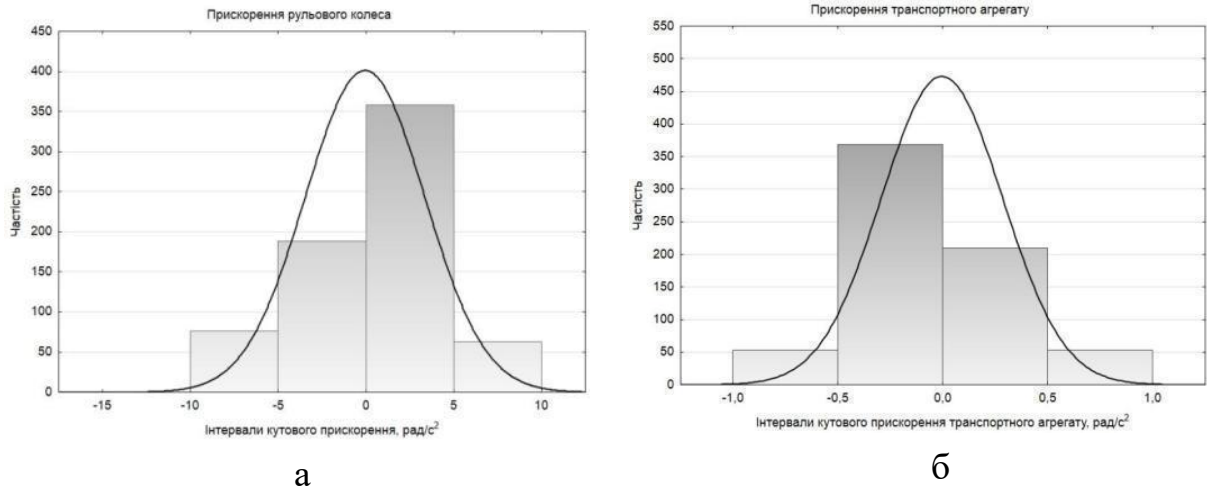 Прискорення рульового колеса
450
400
350
300
250
200
150
100
50
0
Частість
-15 -10 -5 0 5 10
Інтервали кутового прискорення, рад/с²
а
Прискорення транспортного агрегату
550
500
450
400
350
300
250
200
150
100
50
0
Частість
-1,0 -0,5 0,0 0,5 1,0
Інтервали кутового прискорення транспортного агрегату, рад/с²
б